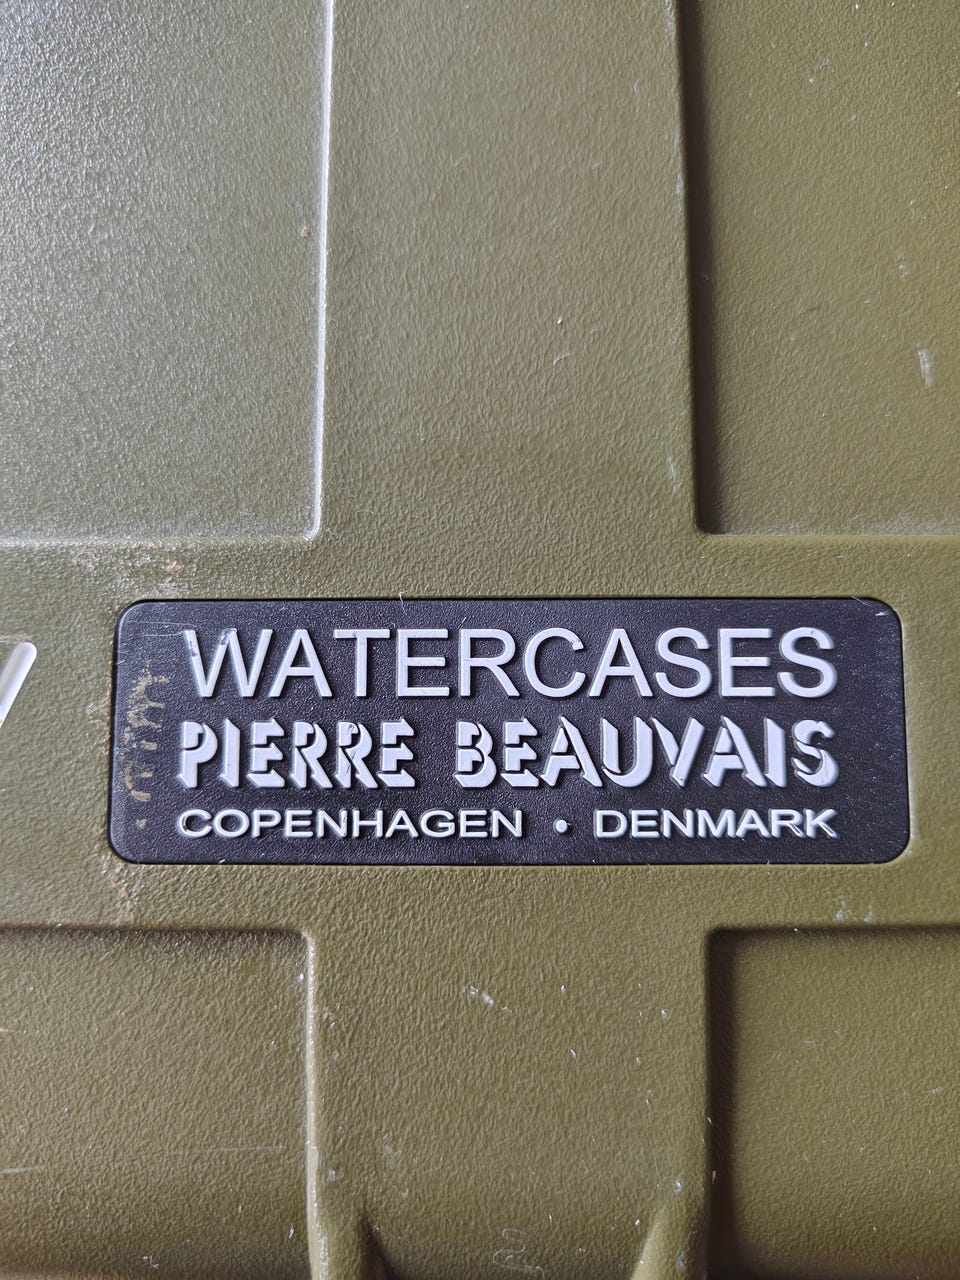 WATERCASES
PIERRE BEAUVAIS
COPENHAGEN • DENMARK